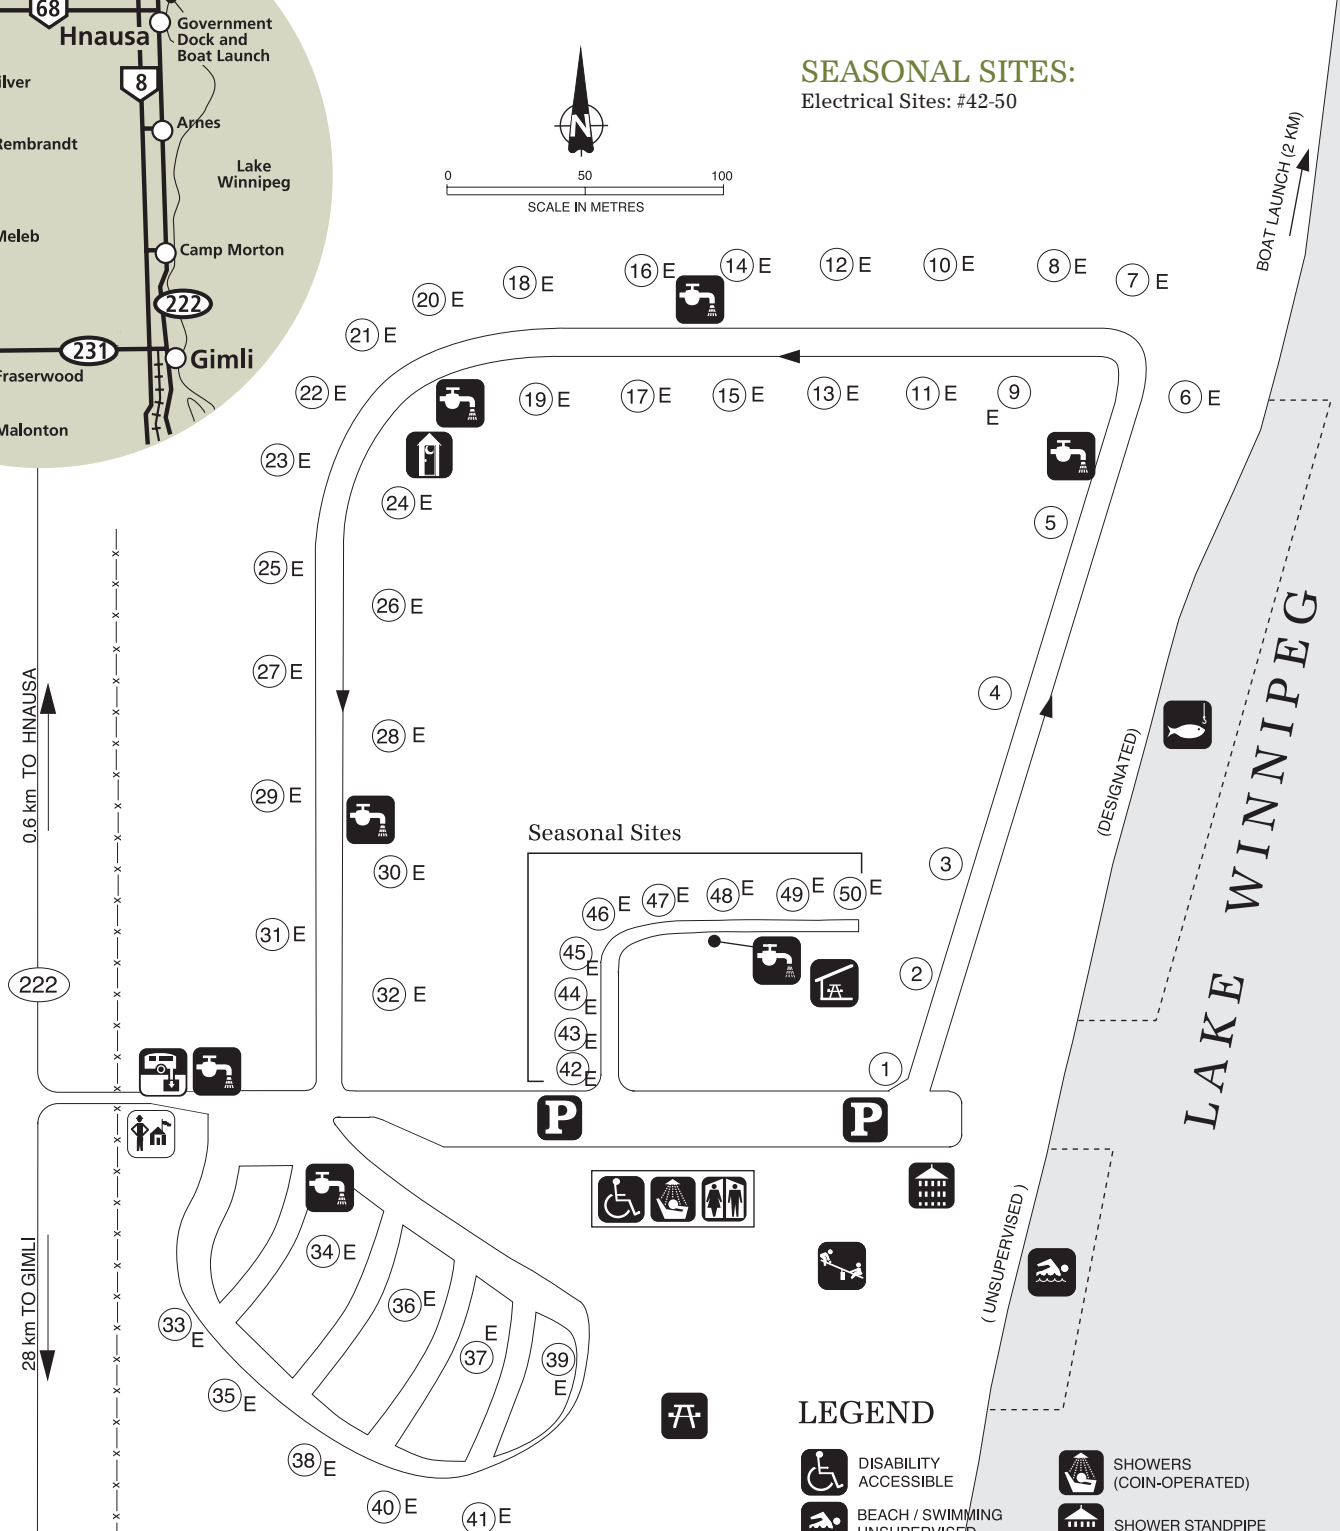 68
Hnausa
Government
Dock and
Boat Launch
8
Arnes
Rembrandt
Lake
Winnipeg
Meleb
Camp Morton
222
231
Gimli
Fraserwood
Malonton
N
0 50 100
SCALE IN METRES
SEASONAL SITES:
Electrical Sites: #42-50
BOAT LAUNCH (2 KM)
20 E
18 E
16 E
14 E
12 E
10 E
8 E
7 E
21 E
22 E
19 E
17 E
15 E
13 E
11 E
9
E
6 E
23 E
24 E
5
25 E
26 E
27 E
4
28 E
29 E
30 E
3
31 E
32 E
2
1
0.6 km TO HNAUSA
222
28 km TO GIMLI
Seasonal Sites
46 E
47 E
48 E
49 E
50 E
45
E
44
E
43
E
42
E
P
P
(DESIGNATED)
LAKE WINNIPEG
(UNSUPERVISED)
34 E
33
E
36 E
E
37
39
E
35 E
38 E
40 E
41 E
LEGEND
DISABILITY
ACCESSIBLE
SHOWERS
(COIN-OPERATED)
BEACH / SWIMMING
UNSUPERVISED
SHOWER STANDPIPE